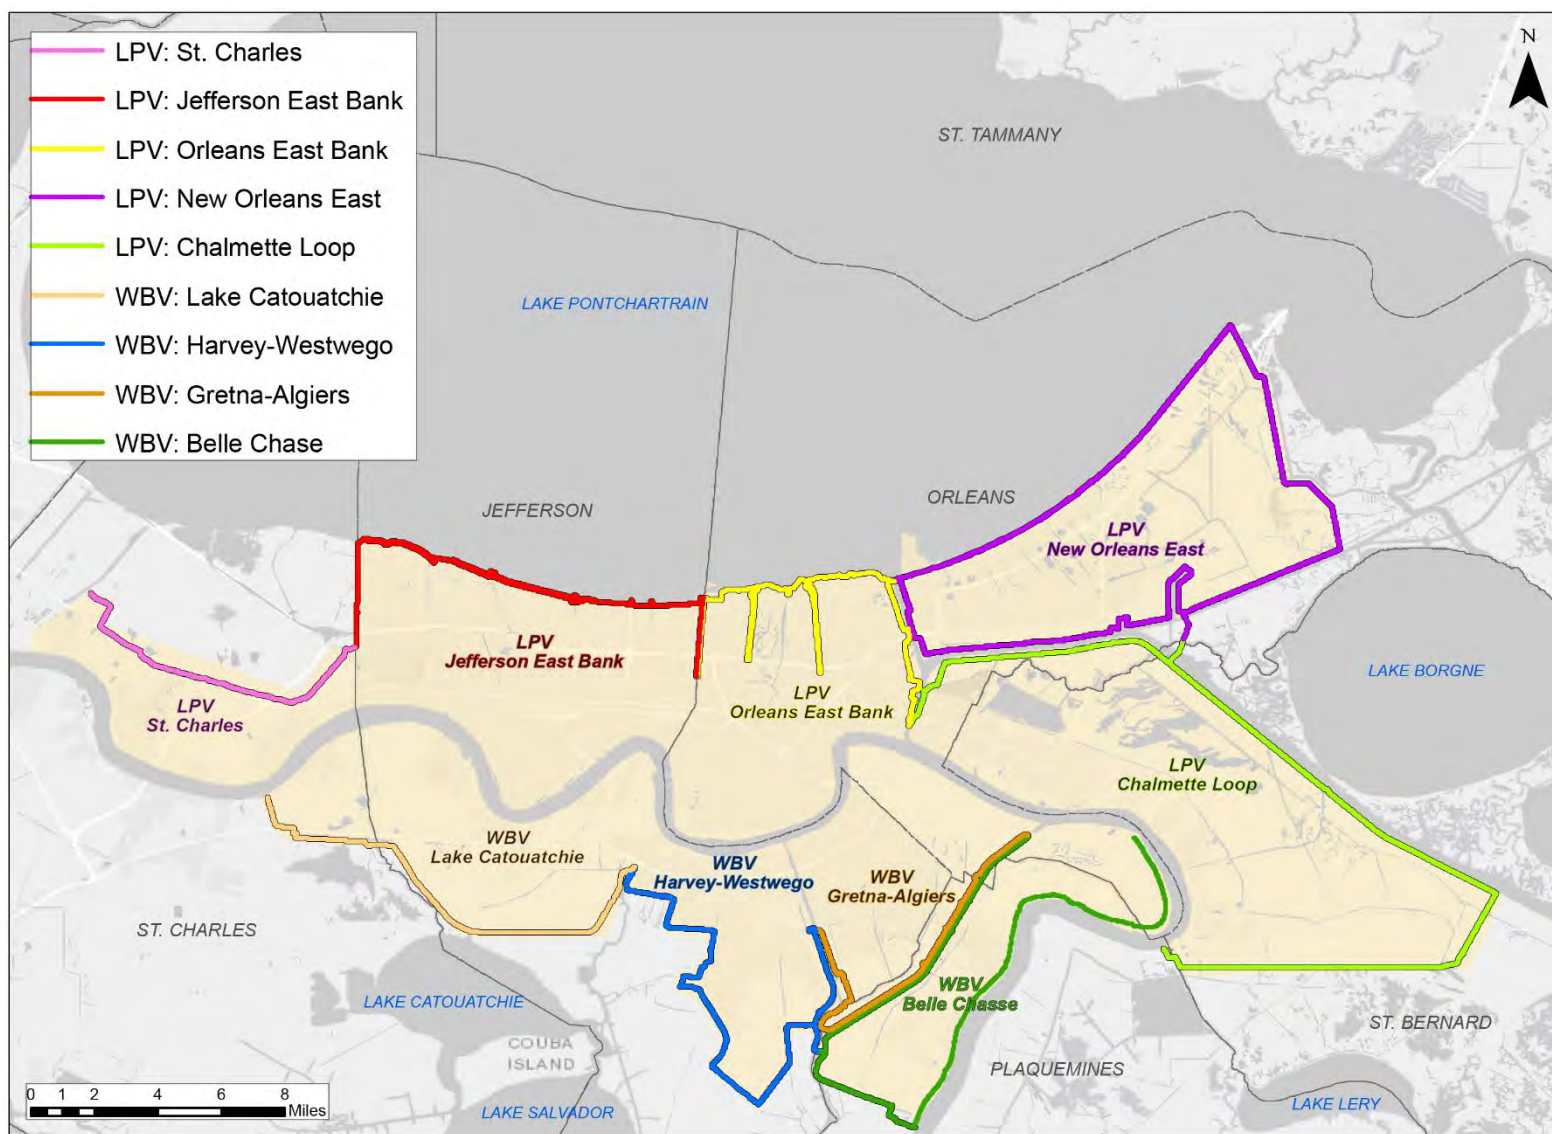 LPV: St. Charles
LPV: Jefferson East Bank
LPV: Orleans East Bank
LPV: New Orleans East
LPV: Chalmette Loop
WBV: Lake Catouatchie
WBV: Harvey-Westwego
WBV: Gretna-Algiers
WBV: Belle Chase
N
ST. TAMMANY
LAKE PONTCHARTRAIN
JEFFERSON
ORLEANS
LPV
New Orleans East
LPV
Jefferson East Bank
LAKE BORGNE
LPV
St. Charles
LPV
Orleans East Bank
LPV
Chalmette Loop
WBV
Lake Catouatchie
WBV
Harvey-Westwego
WBV
Gretna-Algiers
ST. CHARLES
WBV
Belle Chasse
LAKE CATOUATCHIE
ST. BERNARD
COUBA
ISLAND
PLAQUEMINES
LAKE SALVADOR
LAKE LERY
0 1 2 4 6 8
Miles